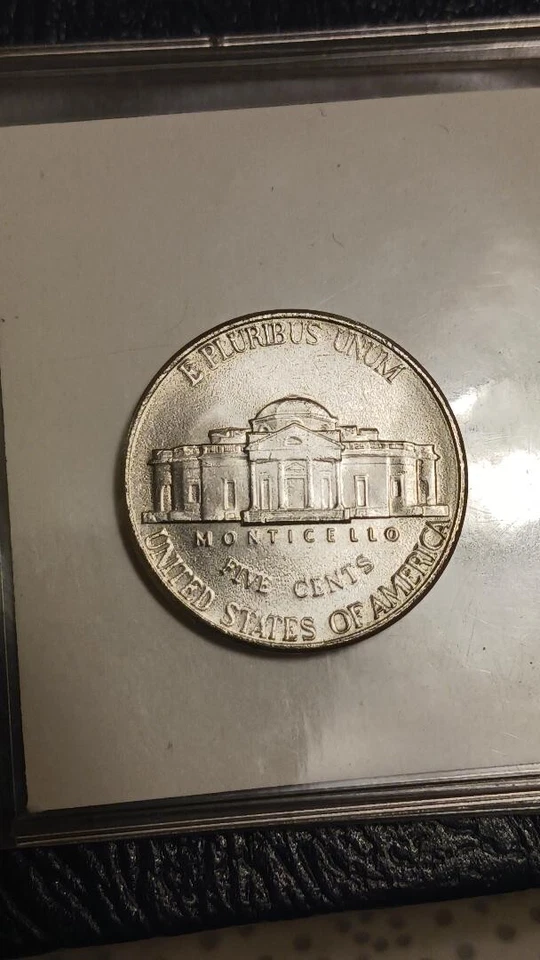 E PLURIBUS UNUM
MONTICELLO
FIVE CENTS
UNITED STATES OF AMERICA